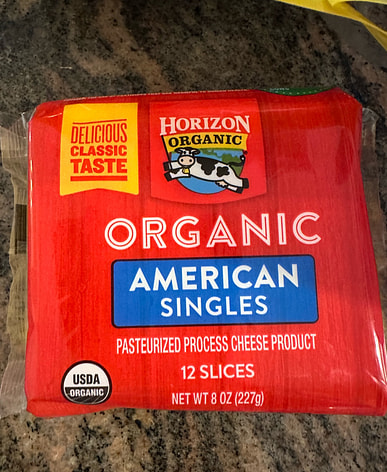 DELICIOUS
CLASSIC
TASTE
HORIZON
ORGANIC
ORGANIC
AMERICAN
SINGLES
PASTEURIZED PROCESS CHEESE PRODUCT
12 SLICES
NET WT 8 OZ (227g)
USDA
ORGANIC